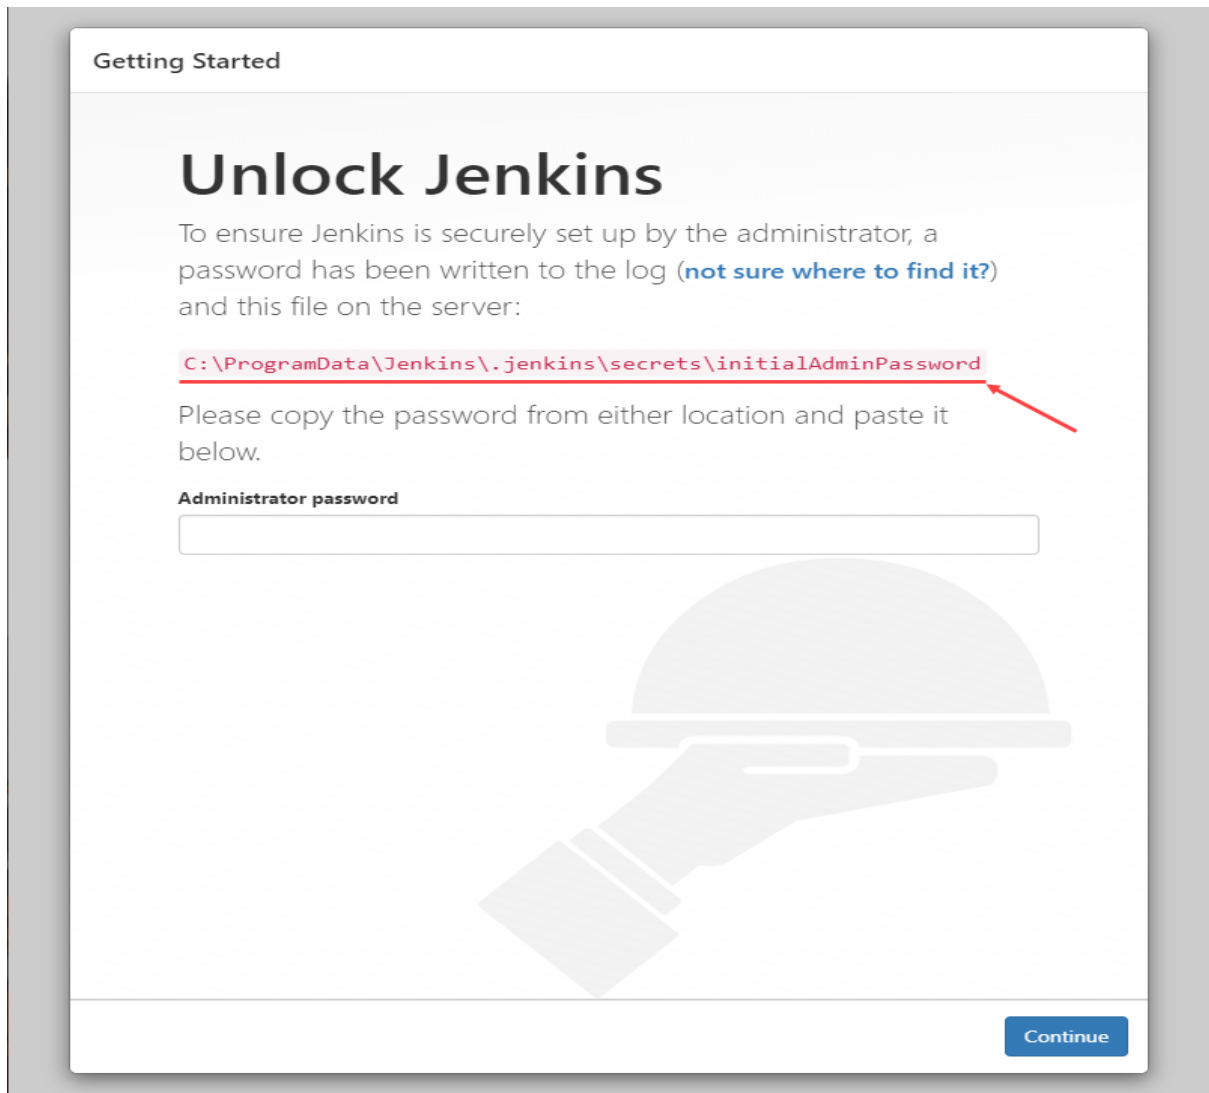 Getting Started
Unlock Jenkins
To ensure Jenkins is securely set up by the administrator, a
password has been written to the log (not sure where to find it?)
and this file on the server:
C:\ProgramData\Jenkins\.jenkins\secrets\initialAdminPassword
Please copy the password from either location and paste it
below.
Administrator password
Continue